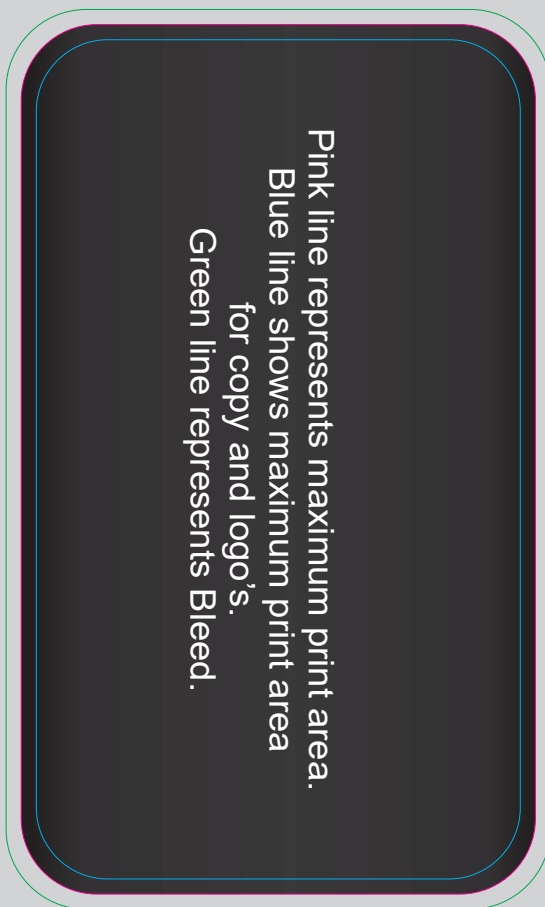 Pink line represents maximum print area.
Blue line shows maximum print area
for copy and logo's.
Green line represents Bleed.